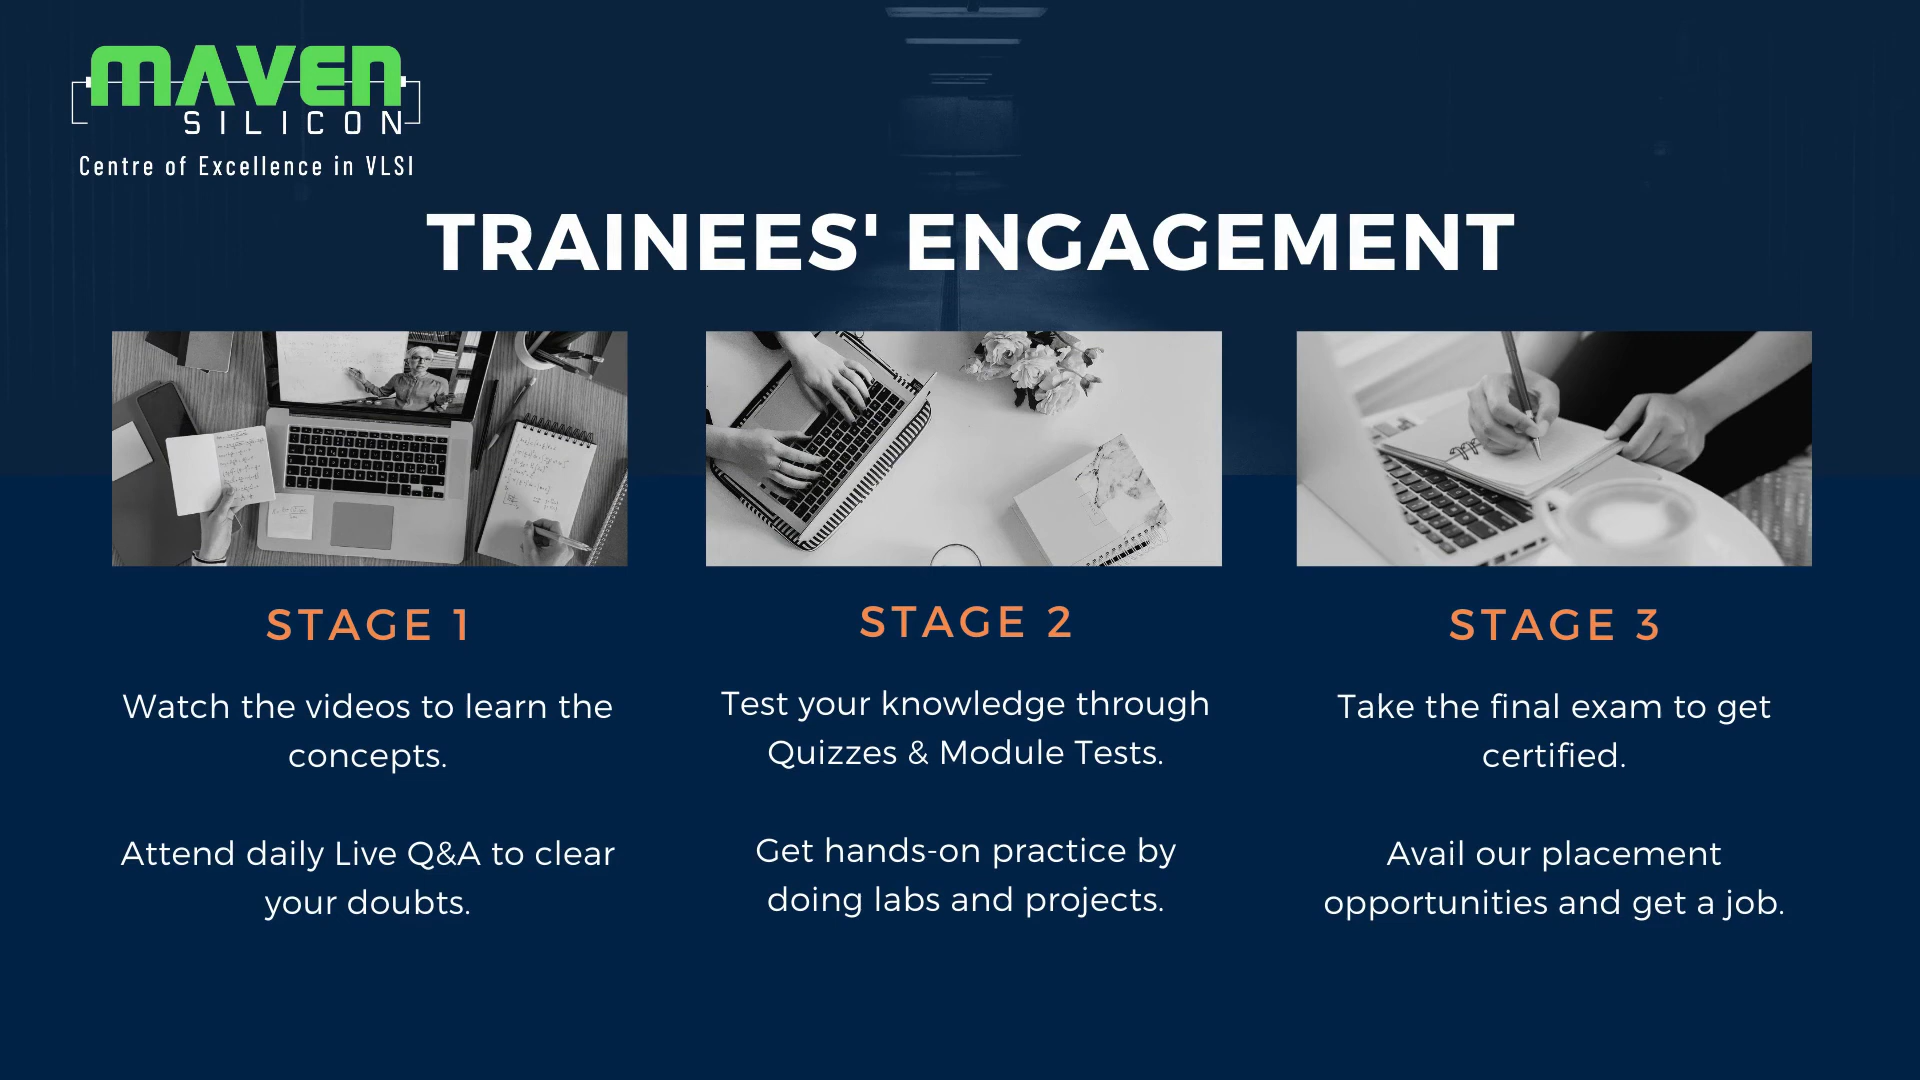 MAVEN
SILICON
Centre of Excellence in VLSI
TRAINEES' ENGAGEMENT
STAGE 1
Watch the videos to learn the
concepts.
Attend daily Live Q&A to clear
your doubts.
STAGE 2
Test your knowledge through
Quizzes & Module Tests.
Get hands-on practice by
doing labs and projects.
STAGE 3
Take the final exam to get
certified.
Avail our placement
opportunities and get a job.